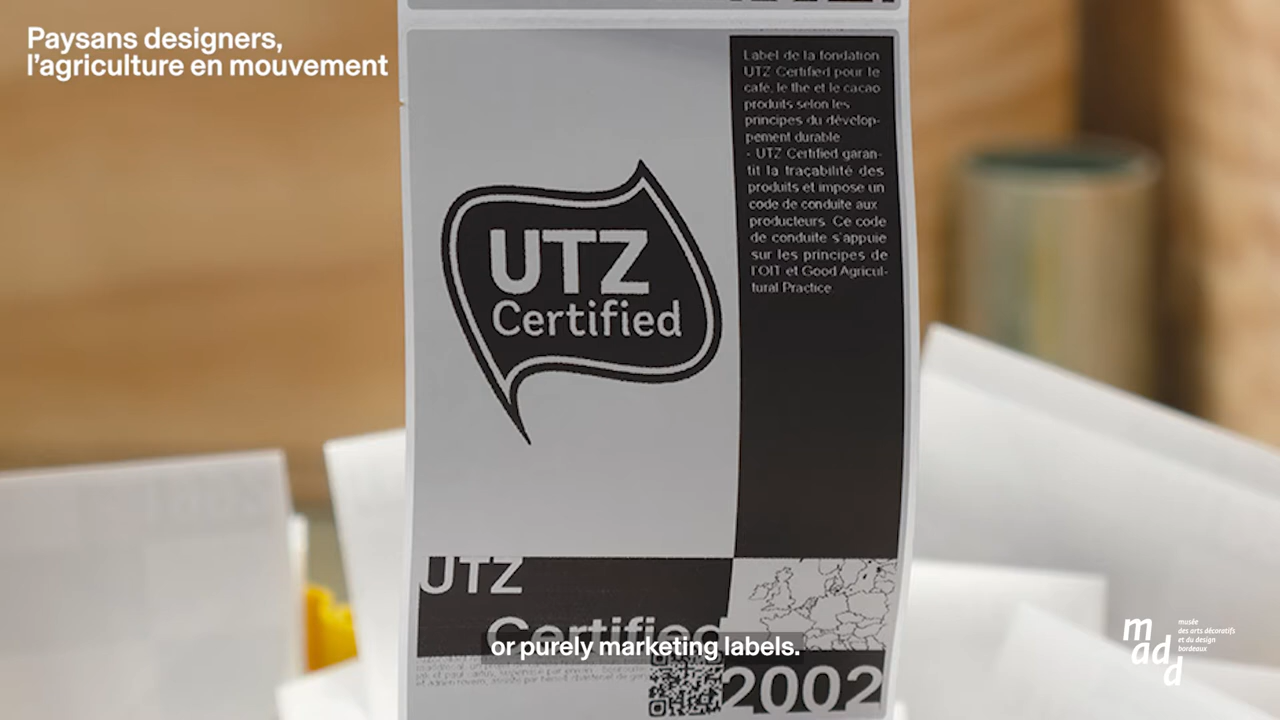 Paysans designers,
l'agriculture en mouvement
Label de la fondation
UTZ Certified pour le
café, le thé et le cacao
produits selon les
principes du dévelop-
pement durable
- UTZ Certified garan-
tit la traçabilité des
produits et impose un
code de conduite aux
producteurs. Ce code
de conduite s'appuie
sur les principes de
l'OIT et Good Agricul-
tural Practice.
UTZ
Certified
UTZ
Certified
or purely marketing labels.
2002
madd
musée
des arts décoratifs
et du design
bordeaux